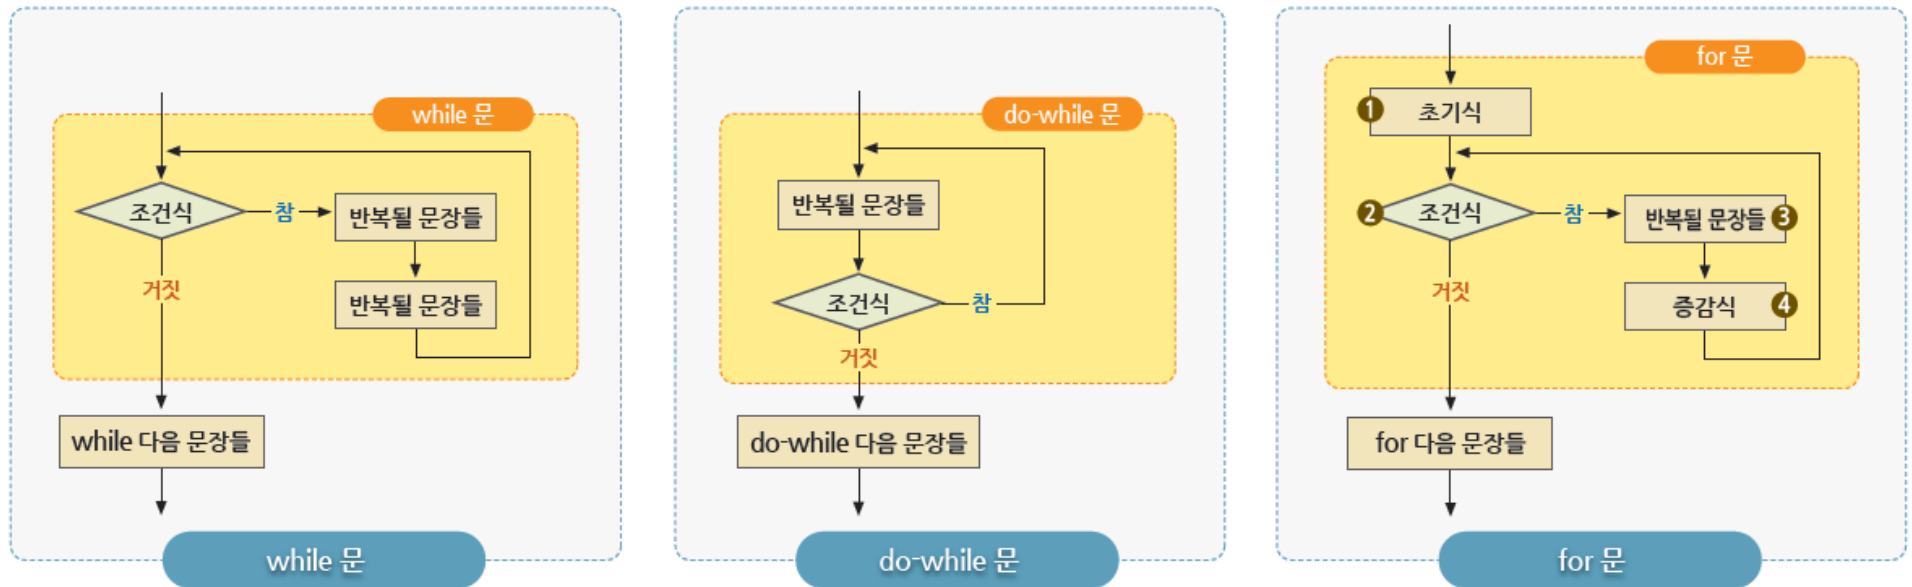 while 문
조건식
참
반복될 문장들
반복될 문장들
거짓
while 다음 문장들
while 문
do-while 문
반복될 문장들
조건식
참
거짓
do-while 다음 문장들
do-while 문
for 문
1
초기식
2
조건식
참
반복될 문장들
3
증감식
4
거짓
for 다음 문장들
for 문